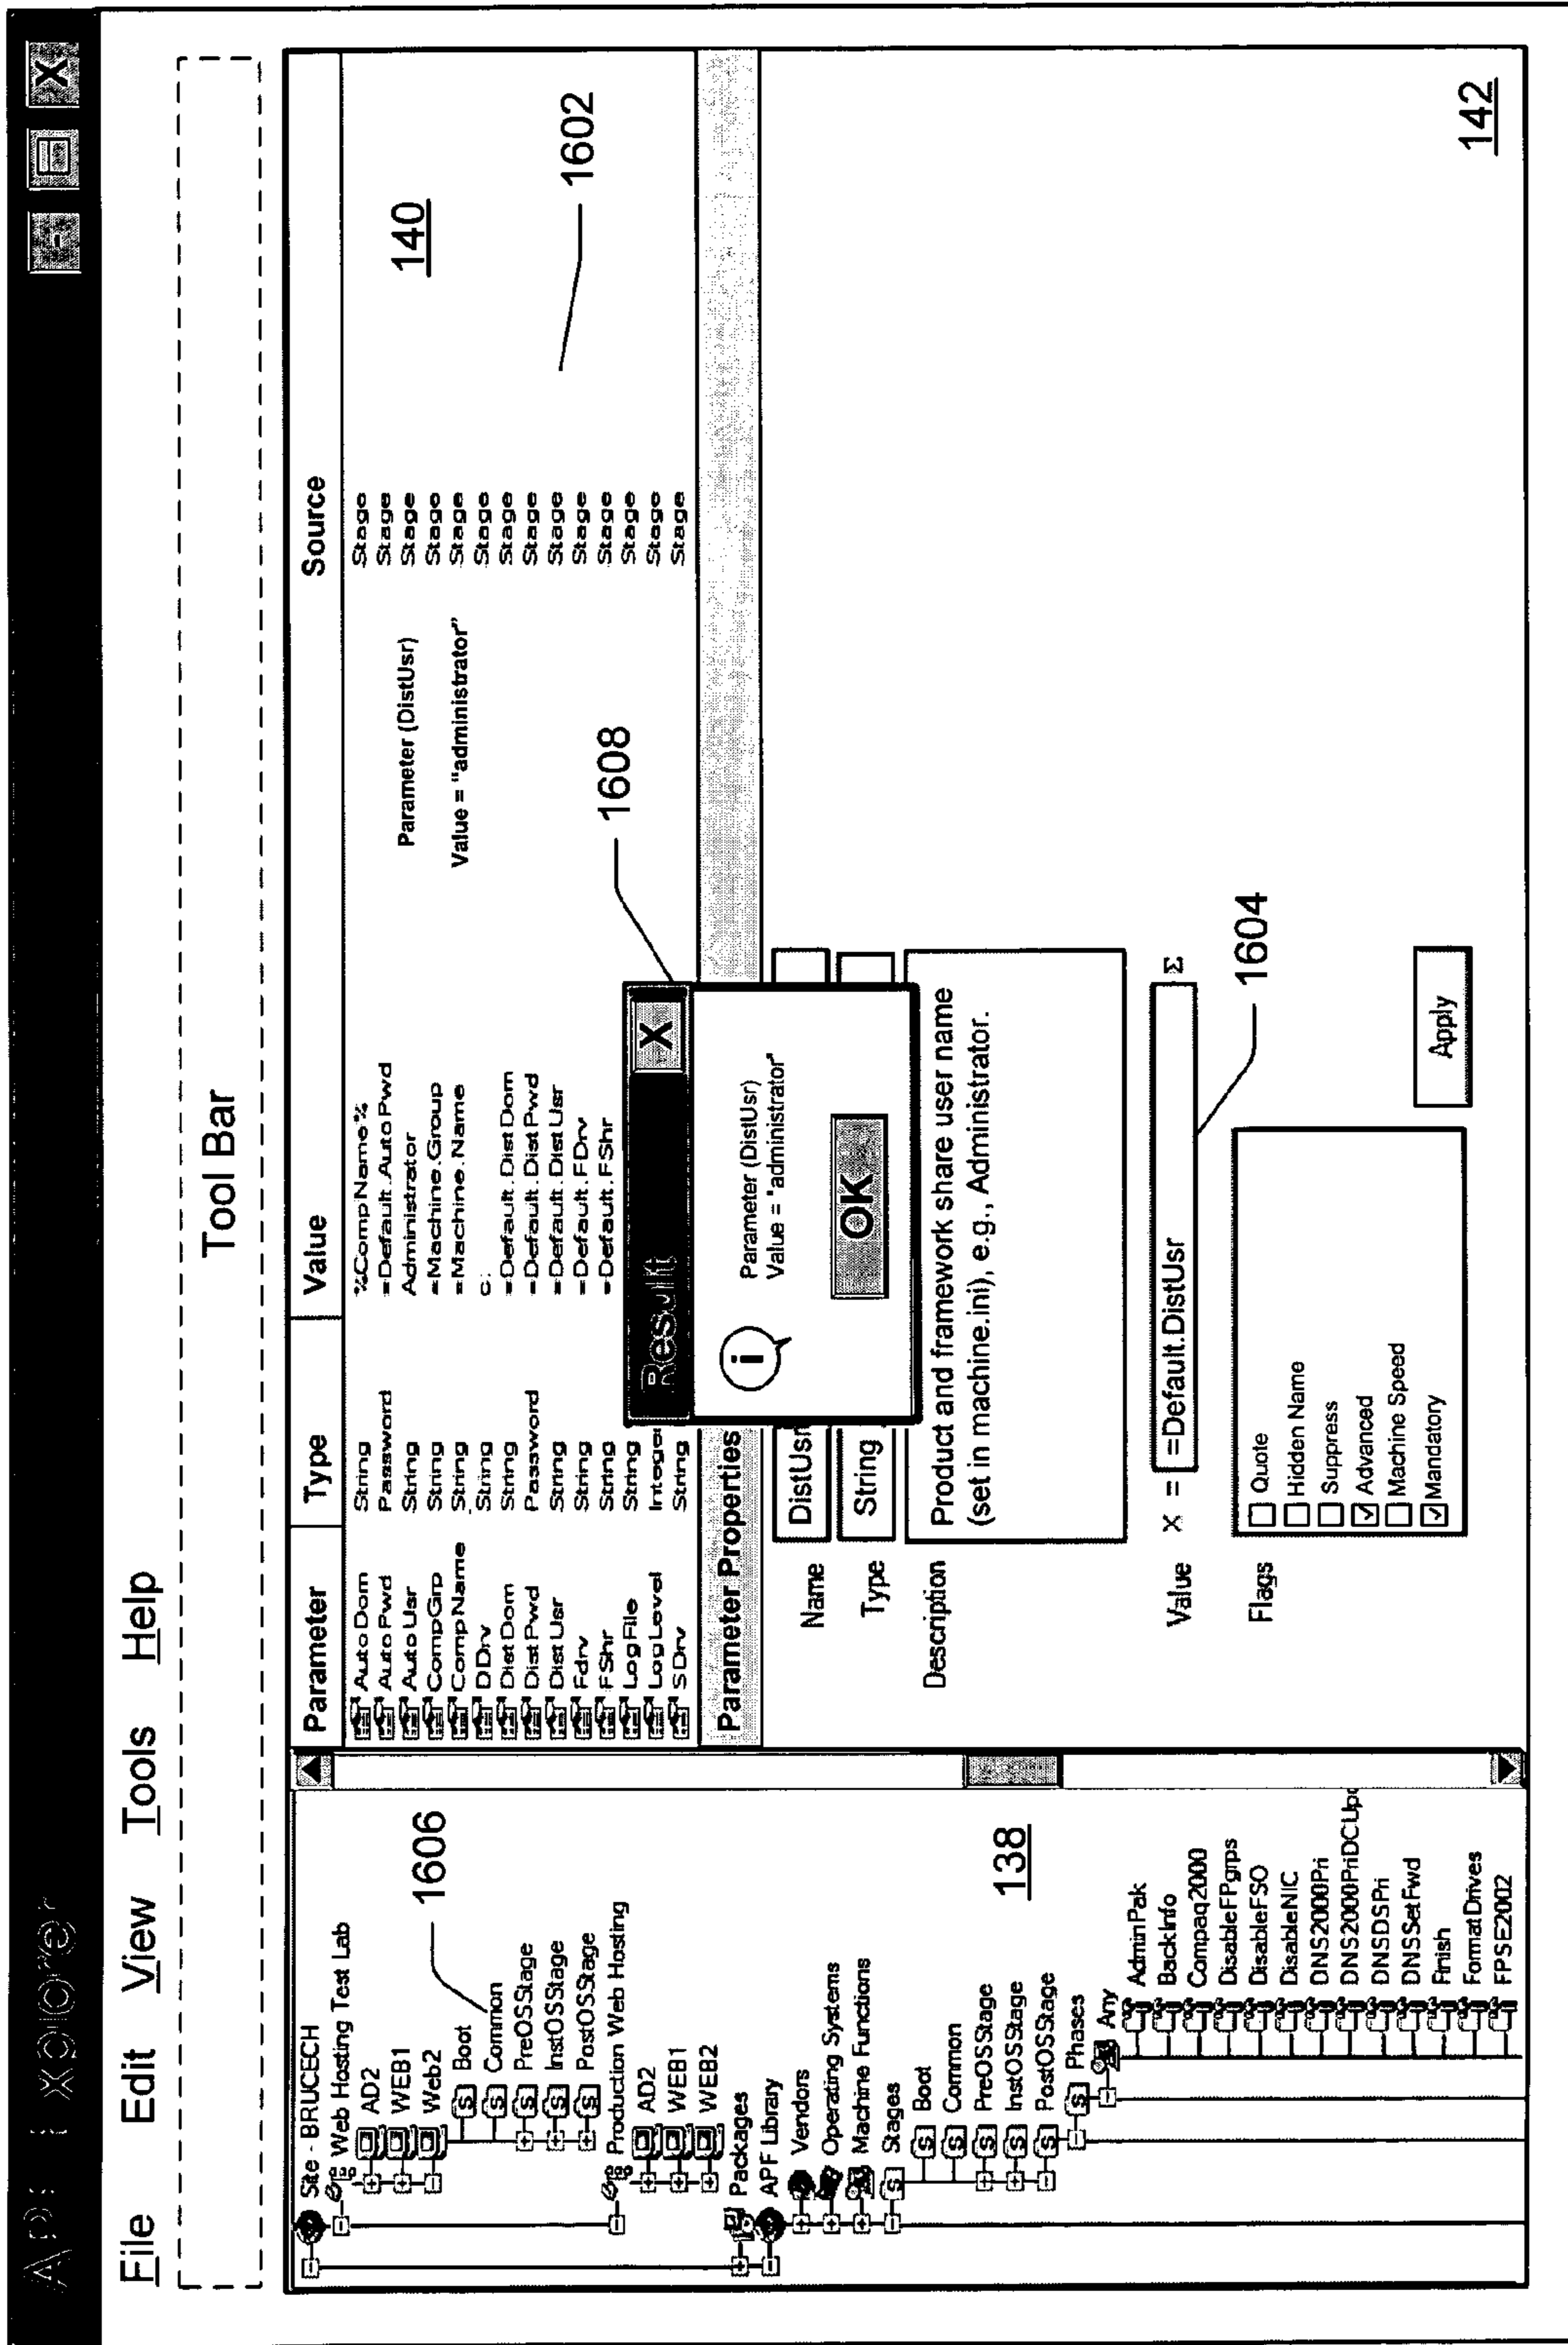 File Edit View Tools Help
Tool Bar
Site - BRUCECH
Web Hosting Test Lab
AD2
WEB1
Web2
Boot
Common
PreOSStage
InstOSStage
PostOSStage
Production Web Hosting
AD2
WEB1
WEB2
Packages
APF Library
Vendors
Operating Systems
Machine Functions
Stages
Boot
Common
PreOSStage
InstOSStage
PostOSStage
Phases
Any
AdminPak
BackInfo
Compaq2000
DisableFPgrps
DisableFSO
DisableNIC
DNS2000Pri
DNS2000PriDCUpd
DNSDSPri
DNSSetFwd
Finish
FormatDrives
FPSE2002
1606
138
Parameter Type Value Source
AutoDom String %CompName% Stage
AutoPwd Password =Default.AutoPwd Stage
AutoUsr String Administrator Stage
CompGrp String =Machine.Group Stage
CompName String =Machine.Name Stage
DDrv String c: Stage
DistDom String =Default.DistDom Stage
DistPwd Password =Default.DistPwd Stage
DistUsr String =Default.DistUsr Stage
Fdrv String =Default.FDrv Stage
FShr String =Default.FShr Stage
LogFile String Stage
LogLevel Integer Stage
SDrv String Stage
Parameter (DistUsr)
Value = "administrator"
140
1602
1608
Result X
i
Parameter (DistUsr)
Value = "administrator"
OK
Parameter Properties
Name DistUsr
Type String
Description Product and framework share user name
(set in machine.ini), e.g., Administrator.
Value X = =Default.DistUsr Σ
1604
Flags
Quote
Hidden Name
Suppress
Advanced
Machine Speed
Mandatory
Apply
142